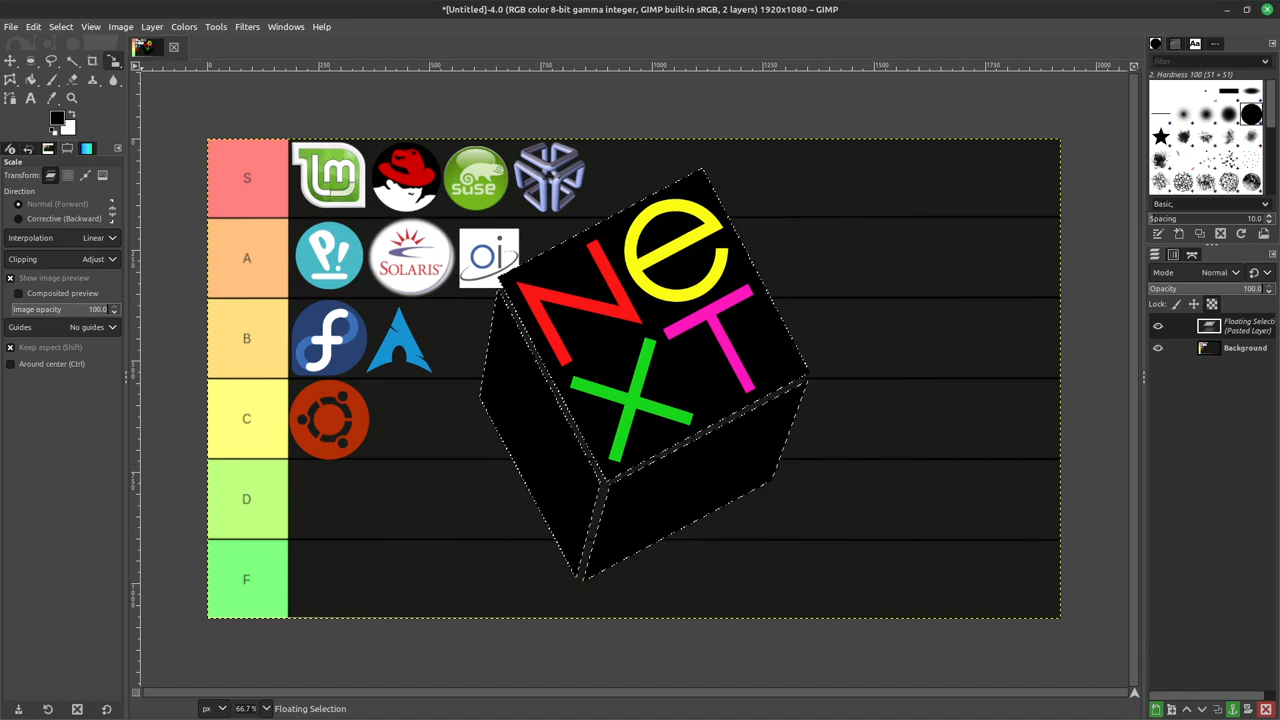 *[Untitled]-4.0 (RGB color 8-bit gamma integer, GIMP built-in sRGB, 2 layers) 1920x1080 – GIMP
File Edit Select View Image Layer Colors Tools Filters Windows Help
Aa
filter
2. Hardness 100 (51 × 51)
0 250 500 750 1000 1250 1500 1750 2000
Scale
Transform:
Direction
Normal (Forward)
Corrective (Backward)
Interpolation Linear
Clipping Adjust
Show image preview
Composited preview
Image opacity 100.0
Guides No guides
Keep aspect (Shift)
Around center (Ctrl)
S
lm
SUSE
A
P!
SOLARIS™
oi
B
f
C
D
F
NeXT
Basic,
Spacing 10.0
Mode Normal
Opacity 100.0
Lock:
Floating Selecti
(Pasted Layer)
Background
px 66.7 % Floating Selection